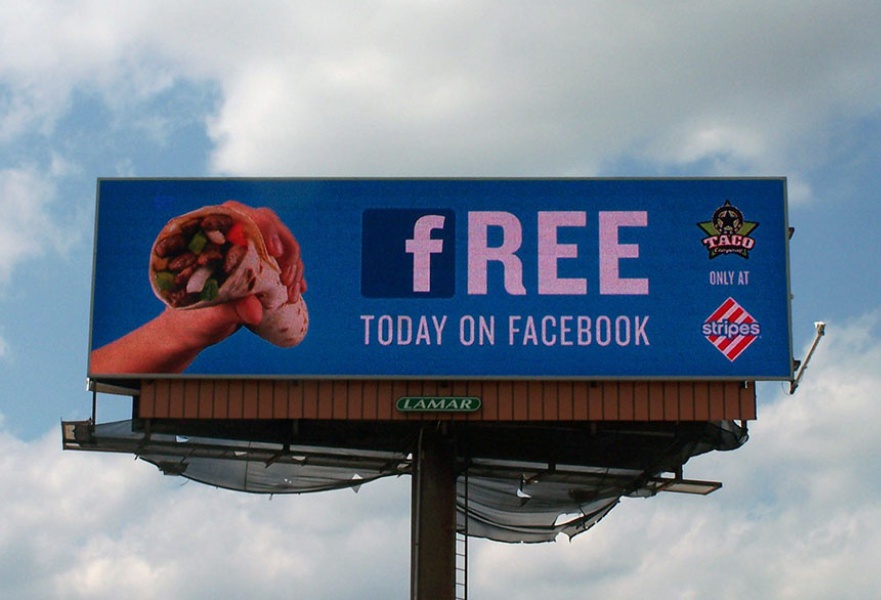 fREE
TODAY ON FACEBOOK
TACO
ONLY AT
stripes
LAMAR